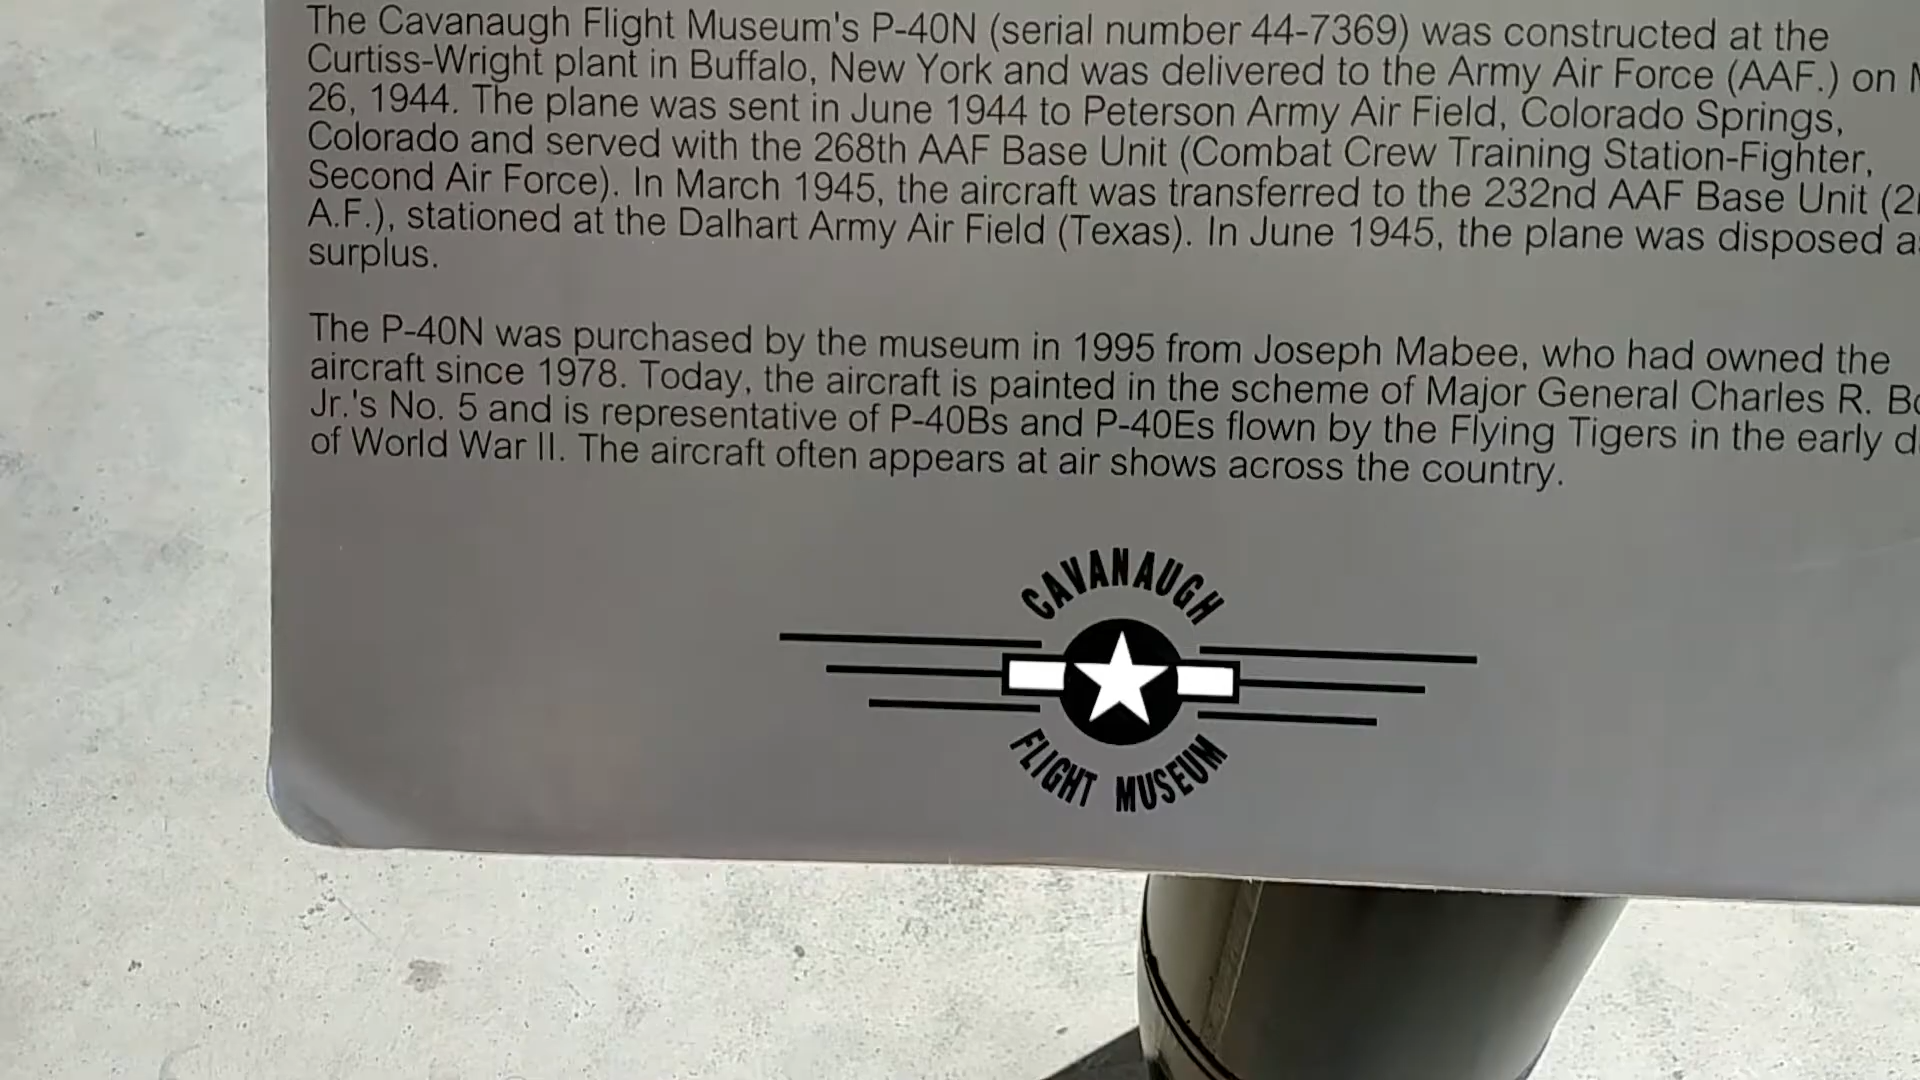 The Cavanaugh Flight Museum's P-40N (serial number 44-7369) was constructed at the
Curtiss-Wright plant in Buffalo, New York and was delivered to the Army Air Force (AAF.) on
26, 1944. The plane was sent in June 1944 to Peterson Army Air Field, Colorado Springs,
Colorado and served with the 268th AAF Base Unit (Combat Crew Training Station-Fighter,
Second Air Force). In March 1945, the aircraft was transferred to the 232nd AAF Base Unit
A.F.), stationed at the Dalhart Army Air Field (Texas). In June 1945, the plane was disposed
surplus.
The P-40N was purchased by the museum in 1995 from Joseph Mabee, who had owned the
aircraft since 1978. Today, the aircraft is painted in the scheme of Major General Charles R.
Jr.'s No. 5 and is representative of P-40Bs and P-40Es flown by the Flying Tigers in the early
of World War II. The aircraft often appears at air shows across the country.
CAVANAUGH
FLIGHT MUSEUM